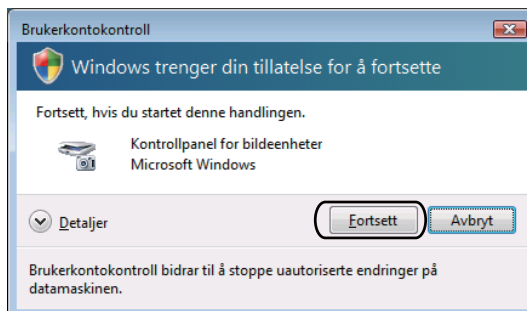 Brukerkontokontroll
Windows trenger din tillatelse for å fortsette
Fortsett, hvis du startet denne handlingen.
Kontrollpanel for bildeenheter
Microsoft Windows
Detaljer
Fortsett
Avbryt
Brukerkontokontroll bidrar til å stoppe uautoriserte endringer på
datamaskinen.